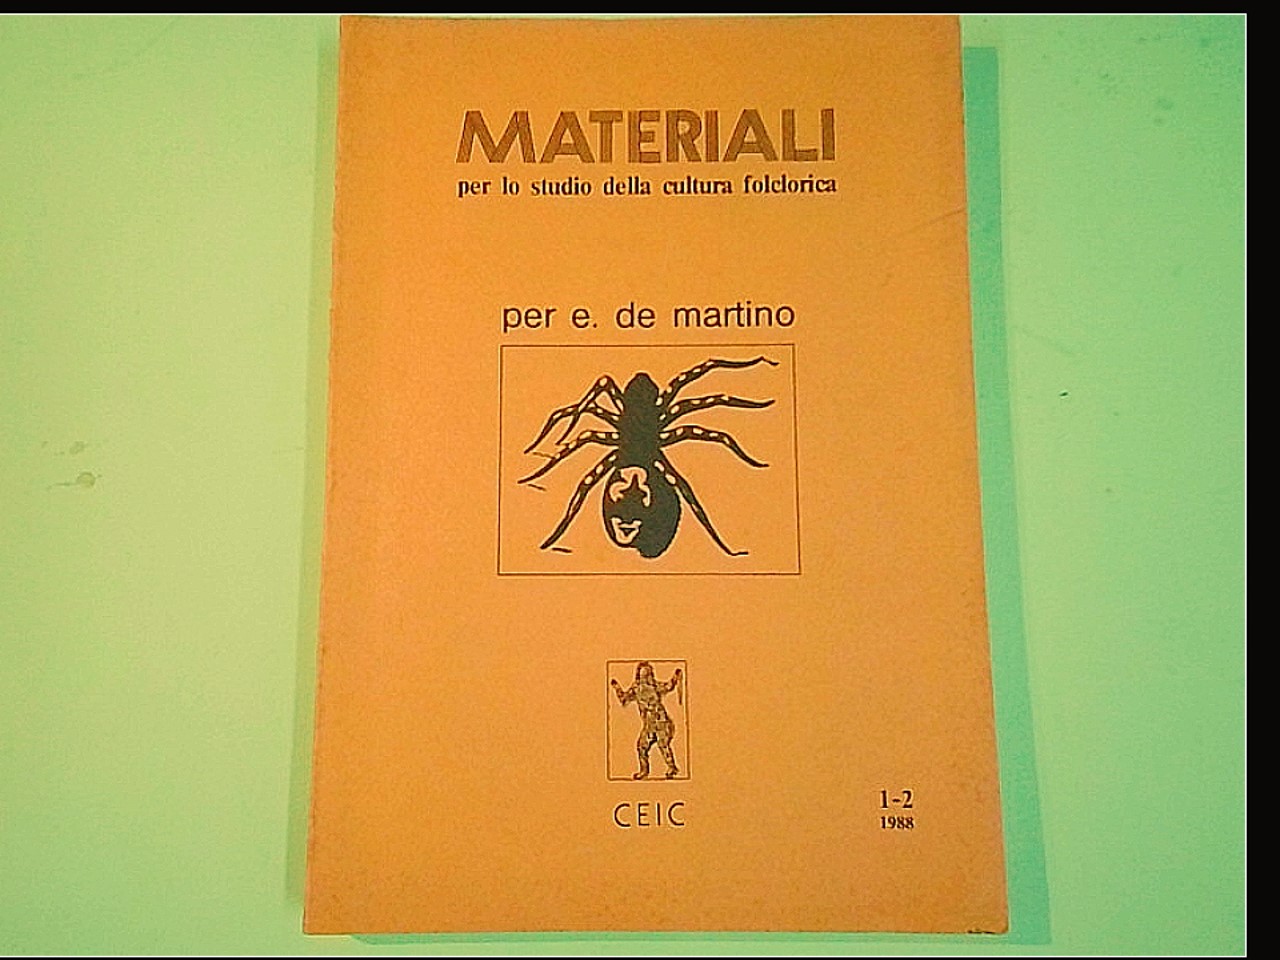 MATERIALI
per lo studio della cultura folclorica
per e. de martino
CEIC
1-2
1988